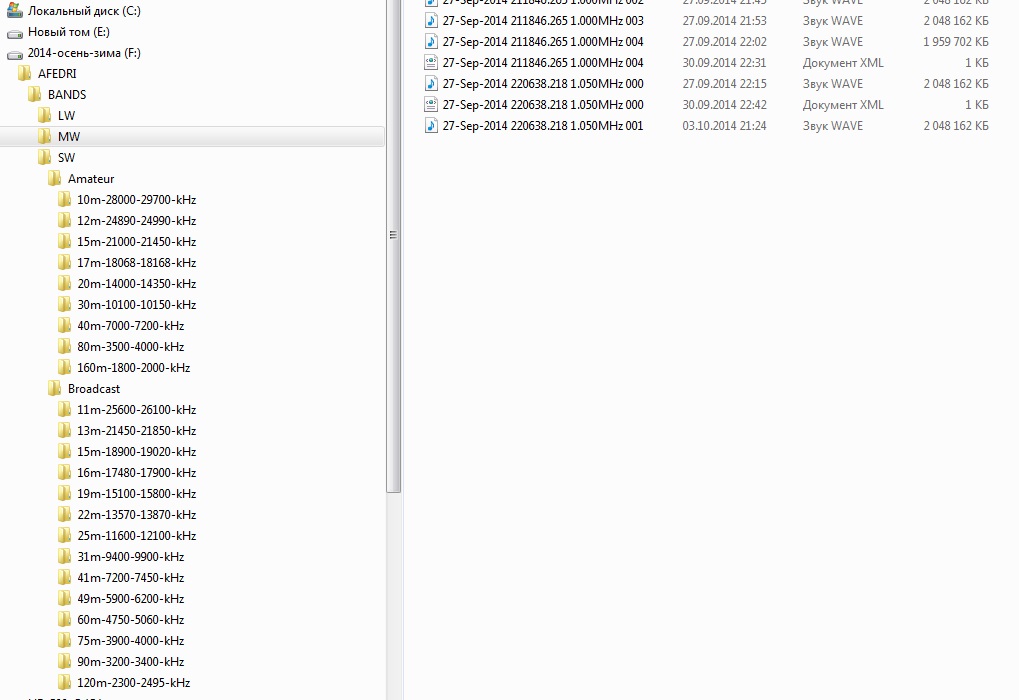 Локальный диск (C:)
Новый том (E:)
2014-осень-зима (F:)
AFEDRI
BANDS
LW
MW
SW
Amateur
10m-28000-29700-kHz
12m-24890-24990-kHz
15m-21000-21450-kHz
17m-18068-18168-kHz
20m-14000-14350-kHz
30m-10100-10150-kHz
40m-7000-7200-kHz
80m-3500-4000-kHz
160m-1800-2000-kHz
Broadcast
11m-25600-26100-kHz
13m-21450-21850-kHz
15m-18900-19020-kHz
16m-17480-17900-kHz
19m-15100-15800-kHz
22m-13570-13870-kHz
25m-11600-12100-kHz
31m-9400-9900-kHz
41m-7200-7450-kHz
49m-5900-6200-kHz
60m-4750-5060-kHz
75m-3900-4000-kHz
90m-3200-3400-kHz
120m-2300-2495-kHz
27-Sep-2014 211846.265 1.000MHz 002 27.09.2014 21:45 Звук WAVE 2 048 162 КБ
27-Sep-2014 211846.265 1.000MHz 003 27.09.2014 21:53 Звук WAVE 2 048 162 КБ
27-Sep-2014 211846.265 1.000MHz 004 27.09.2014 22:02 Звук WAVE 1 959 702 КБ
27-Sep-2014 211846.265 1.000MHz 004 30.09.2014 22:31 Документ XML 1 КБ
27-Sep-2014 220638.218 1.050MHz 000 27.09.2014 22:15 Звук WAVE 2 048 162 КБ
27-Sep-2014 220638.218 1.050MHz 000 30.09.2014 22:42 Документ XML 1 КБ
27-Sep-2014 220638.218 1.050MHz 001 03.10.2014 21:24 Звук WAVE 2 048 162 КБ